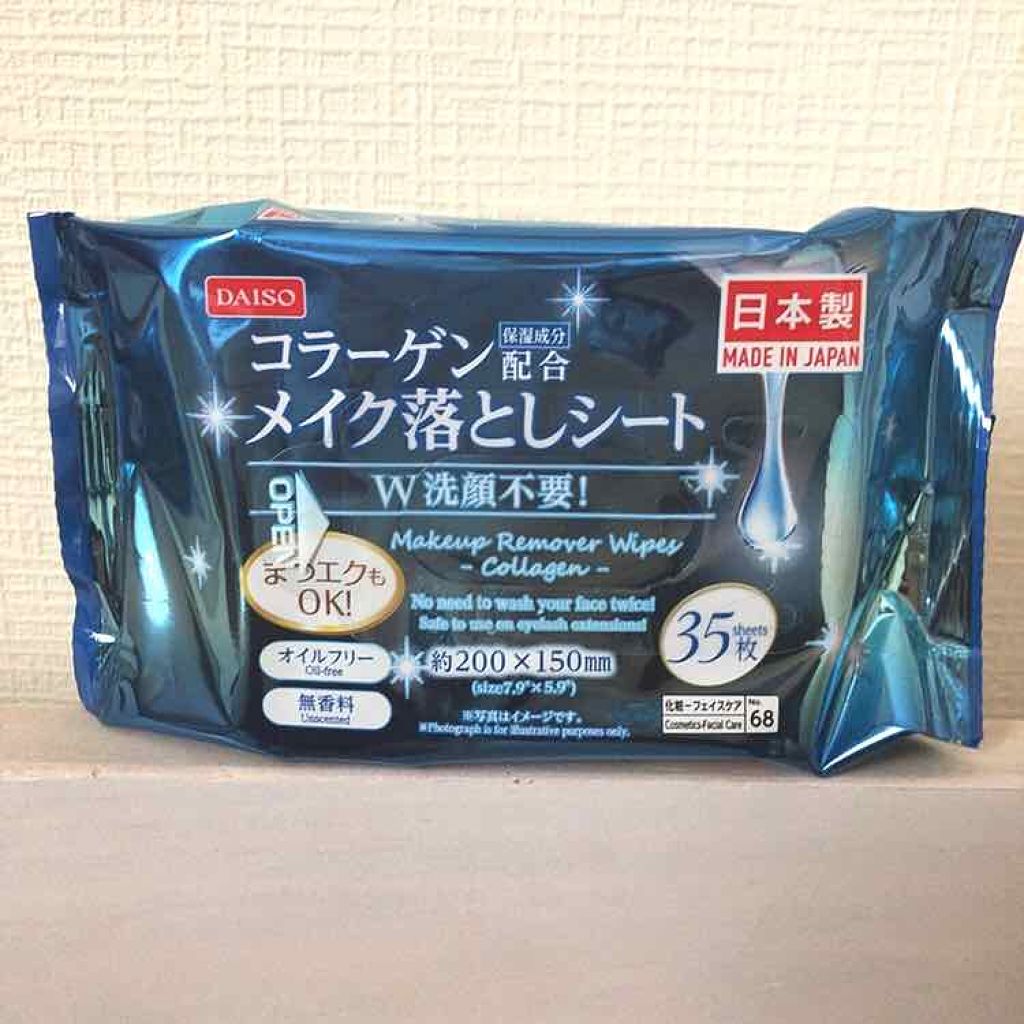 DAISO
日本製
MADE IN JAPAN
コラーゲン 保湿成分 配合
メイク落としシート
W洗顔不要!
OPEN
まつエクも
OK!
Makeup Remover Wipes
- Collagen -
No need to wash your face twice!
Safe to use on eyelash extensions!
35 sheets 枚
オイルフリー
Oil-free
約200×150mm
(size7.9"×5.9")
無香料
Unscented
※写真はイメージです。
※Photograph is for illustrative purposes only.
化粧-フェイスケア
Cosmetics-Facial Care
No. 68